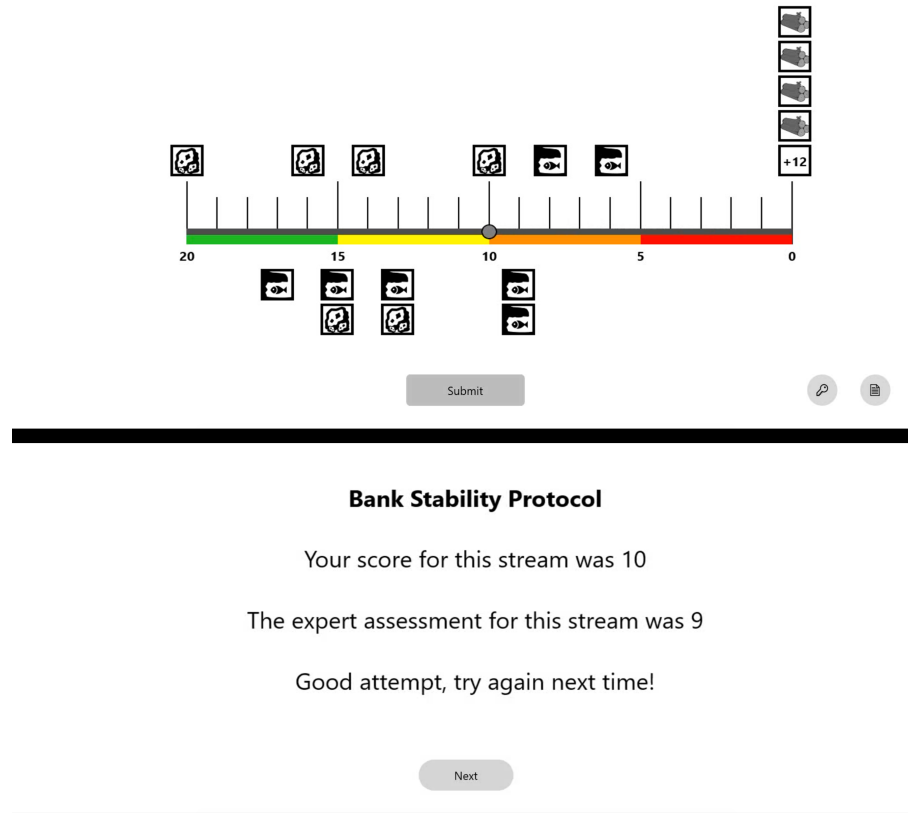 +12
20 15 10 5 0
Submit
Bank Stability Protocol
Your score for this stream was 10
The expert assessment for this stream was 9
Good attempt, try again next time!
Next